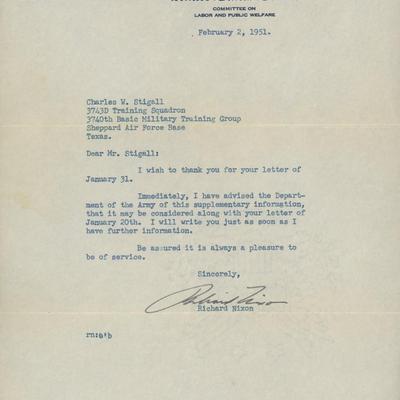 COMMITTEE ON
LABOR AND PUBLIC WELFARE
February 2, 1951.
Charles W. Stigall
3743D Training Squadron
3740th Basic Military Training Group
Sheppard Air Force Base
Texas.
Dear Mr. Stigall:
I wish to thank you for your letter of
January 31.
Immediately, I have advised the Depart-
ment of the Army of this supplementary information,
that it may be considered along with your letter of
January 20th. I will write you just as soon as I
have further information.
Be assured it is always a pleasure to
be of service.
Sincerely,
Richard Nixon
Richard Nixon